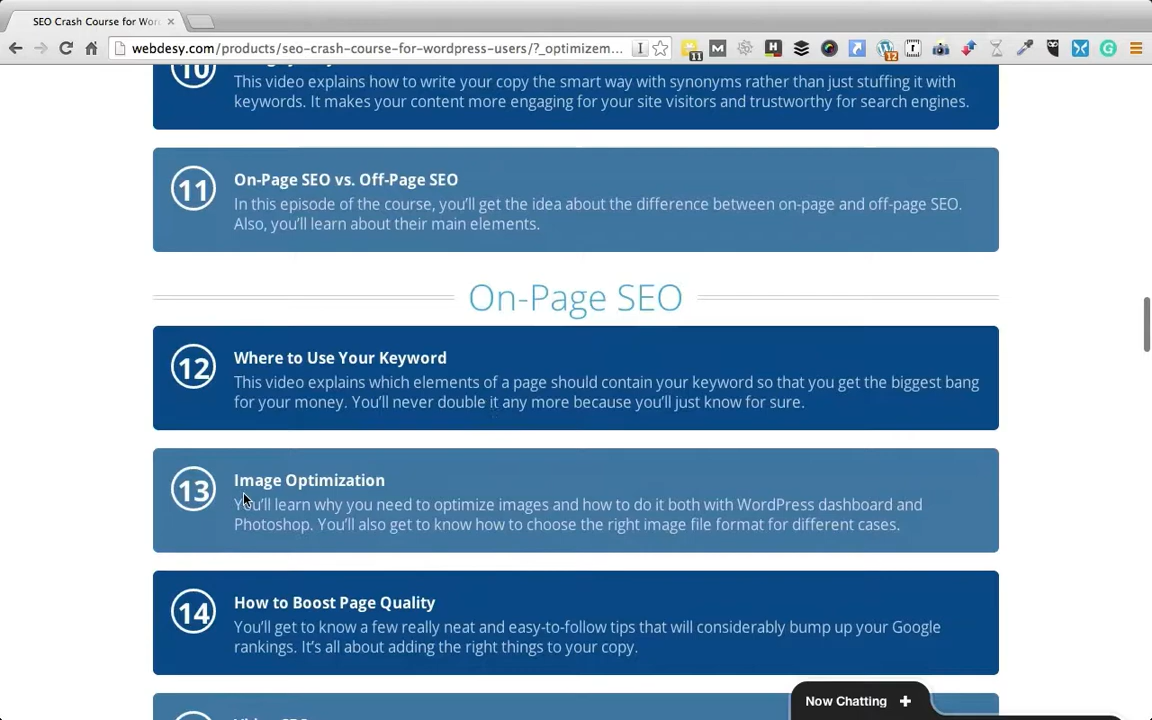 SEO Crash Course for Wor
webdesy.com/products/seo-crash-course-for-wordpress-users/?_optimizem...
11
12
10
This video explains how to write your copy the smart way with synonyms rather than just stuffing it with
keywords. It makes your content more engaging for your site visitors and trustworthy for search engines.
11
On-Page SEO vs. Off-Page SEO
In this episode of the course, you'll get the idea about the difference between on-page and off-page SEO.
Also, you'll learn about their main elements.
On-Page SEO
12
Where to Use Your Keyword
This video explains which elements of a page should contain your keyword so that you get the biggest bang
for your money. You'll never double it any more because you'll just know for sure.
13
Image Optimization
You'll learn why you need to optimize images and how to do it both with WordPress dashboard and
Photoshop. You'll also get to know how to choose the right image file format for different cases.
14
How to Boost Page Quality
You'll get to know a few really neat and easy-to-follow tips that will considerably bump up your Google
rankings. It's all about adding the right things to your copy.
Now Chatting +